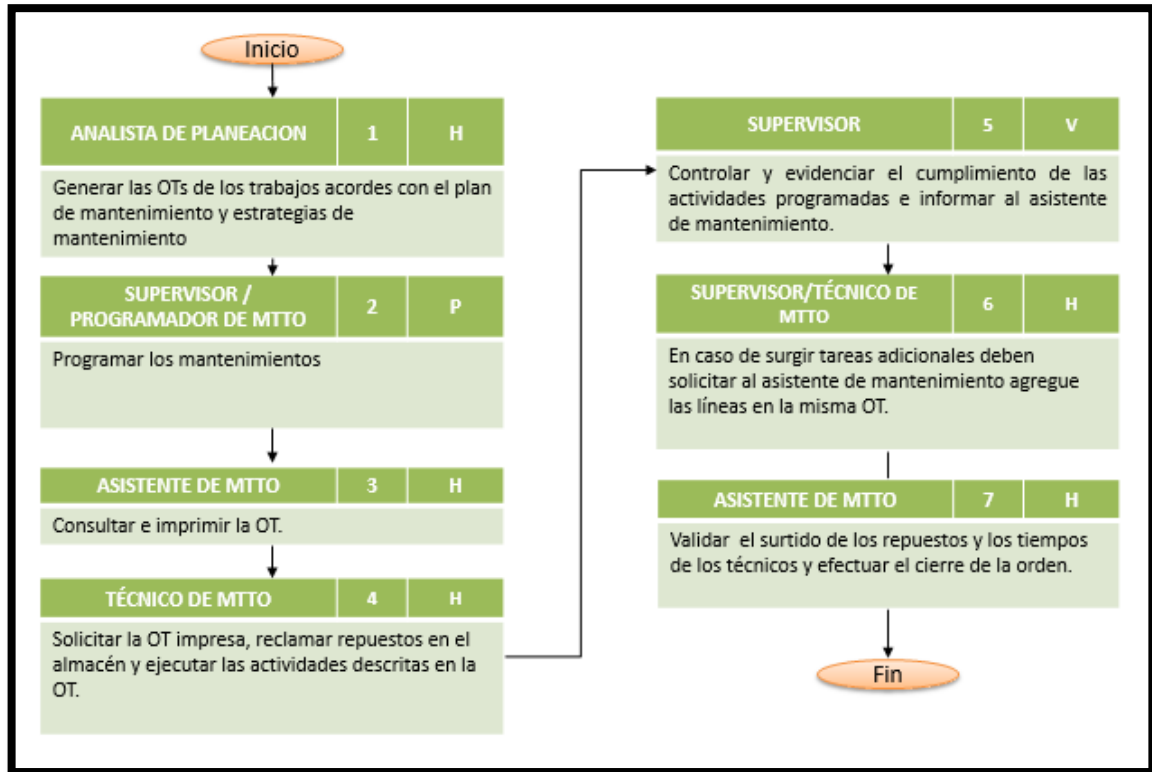 Inicio
ANALISTA DE PLANEACION 1 H
Generar las OTs de los trabajos acordes con el plan
de mantenimiento y estrategias de
mantenimiento
SUPERVISOR /
PROGRAMADOR DE MTTO 2 P
Programar los mantenimientos
ASISTENTE DE MTTO 3 H
Consultar e imprimir la OT.
TÉCNICO DE MTTO 4 H
Solicitar la OT impresa, reclamar repuestos en el
almacén y ejecutar las actividades descritas en la
OT.
SUPERVISOR 5 V
Controlar y evidenciar el cumplimiento de las
actividades programadas e informar al asistente
de mantenimiento.
SUPERVISOR/TÉCNICO DE
MTTO 6 H
En caso de surgir tareas adicionales deben
solicitar al asistente de mantenimiento agregue
las líneas en la misma OT.
ASISTENTE DE MTTO 7 H
Validar el surtido de los repuestos y los tiempos
de los técnicos y efectuar el cierre de la orden.
Fin